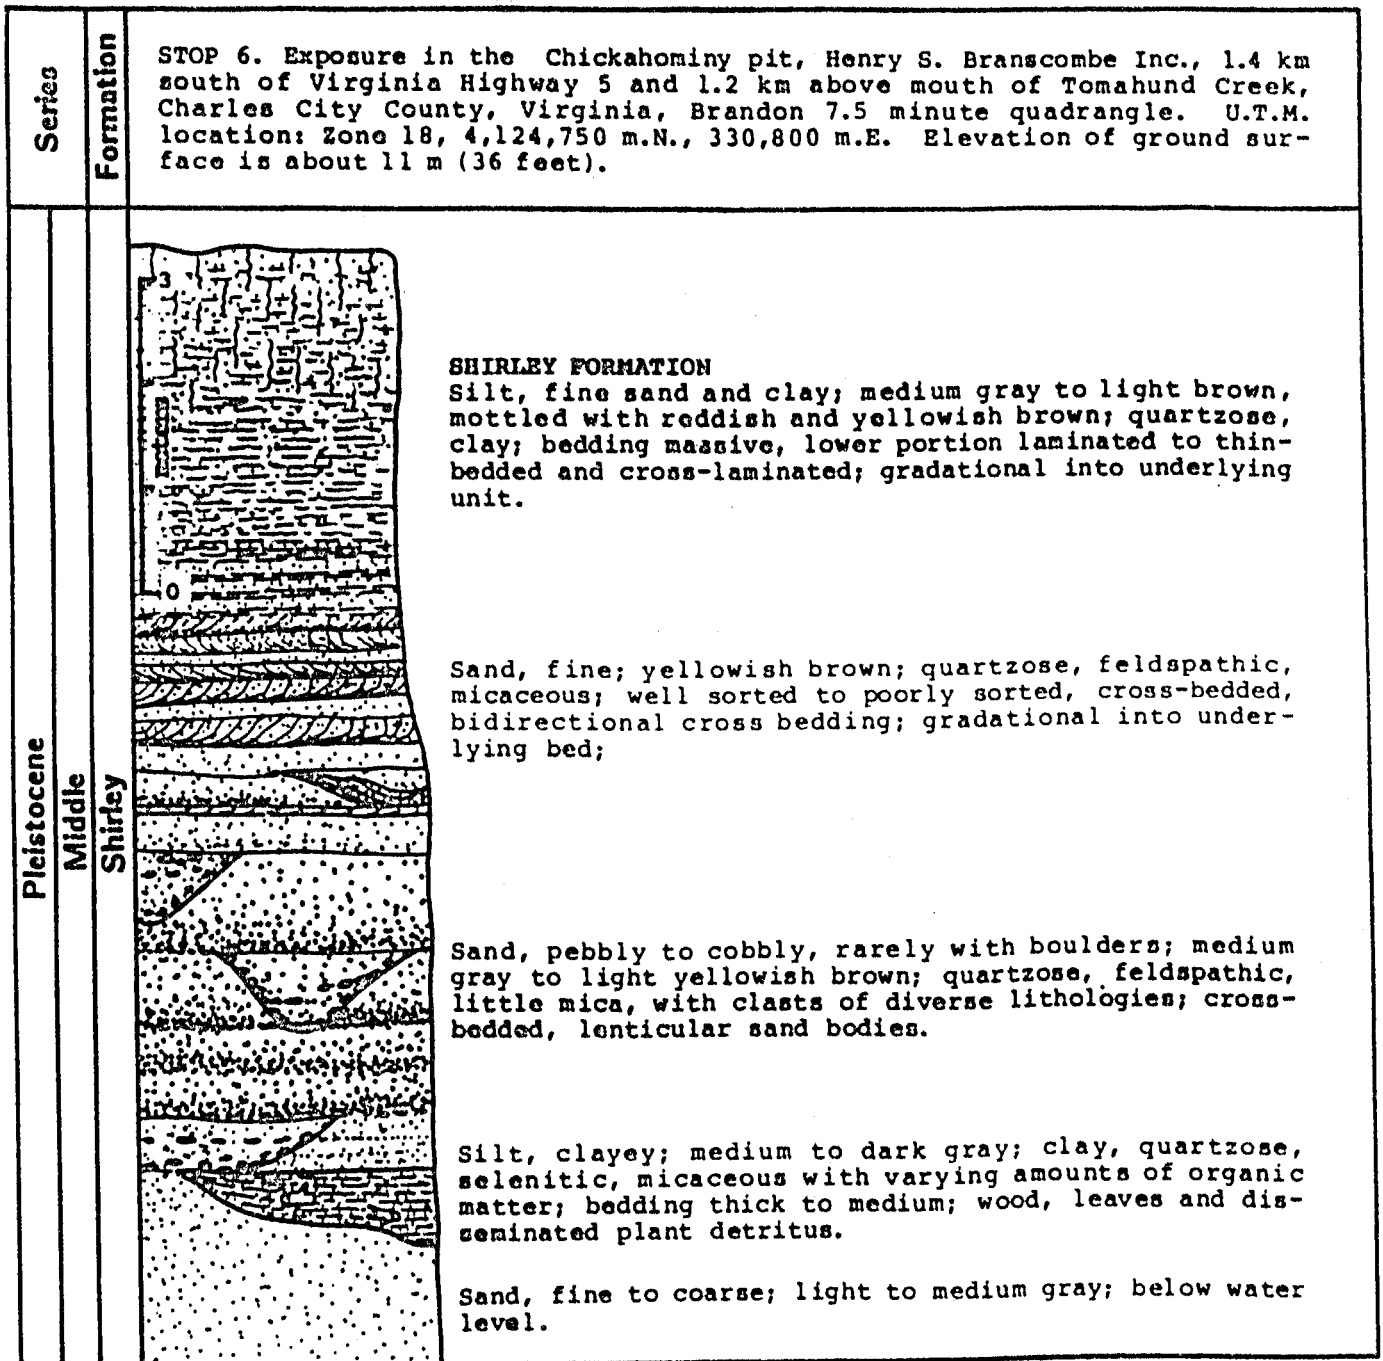 Series
Formation
STOP 6. Exposure in the Chickahominy pit, Henry S. Branscombe Inc., 1.4 km
south of Virginia Highway 5 and 1.2 km above mouth of Tomahund Creek,
Charles City County, Virginia, Brandon 7.5 minute quadrangle. U.T.M.
location: Zone 18, 4,124,750 m.N., 330,800 m.E. Elevation of ground sur-
face is about 11 m (36 feet).
Pleistocene
Middle
Shirley
3
meters
0
SHIRLEY FORMATION
Silt, fine sand and clay; medium gray to light brown,
mottled with reddish and yellowish brown; quartzose,
clay; bedding massive, lower portion laminated to thin-
bedded and cross-laminated; gradational into underlying
unit.
Sand, fine; yellowish brown; quartzose, feldspathic,
micaceous; well sorted to poorly sorted, cross-bedded,
bidirectional cross bedding; gradational into under-
lying bed;
Sand, pebbly to cobbly, rarely with boulders; medium
gray to light yellowish brown; quartzose, feldspathic,
little mica, with clasts of diverse lithologies; cross-
bedded, lenticular sand bodies.
Silt, clayey; medium to dark gray; clay, quartzose,
selenitic, micaceous with varying amounts of organic
matter; bedding thick to medium; wood, leaves and dis-
seminated plant detritus.
Sand, fine to coarse; light to medium gray; below water
level.